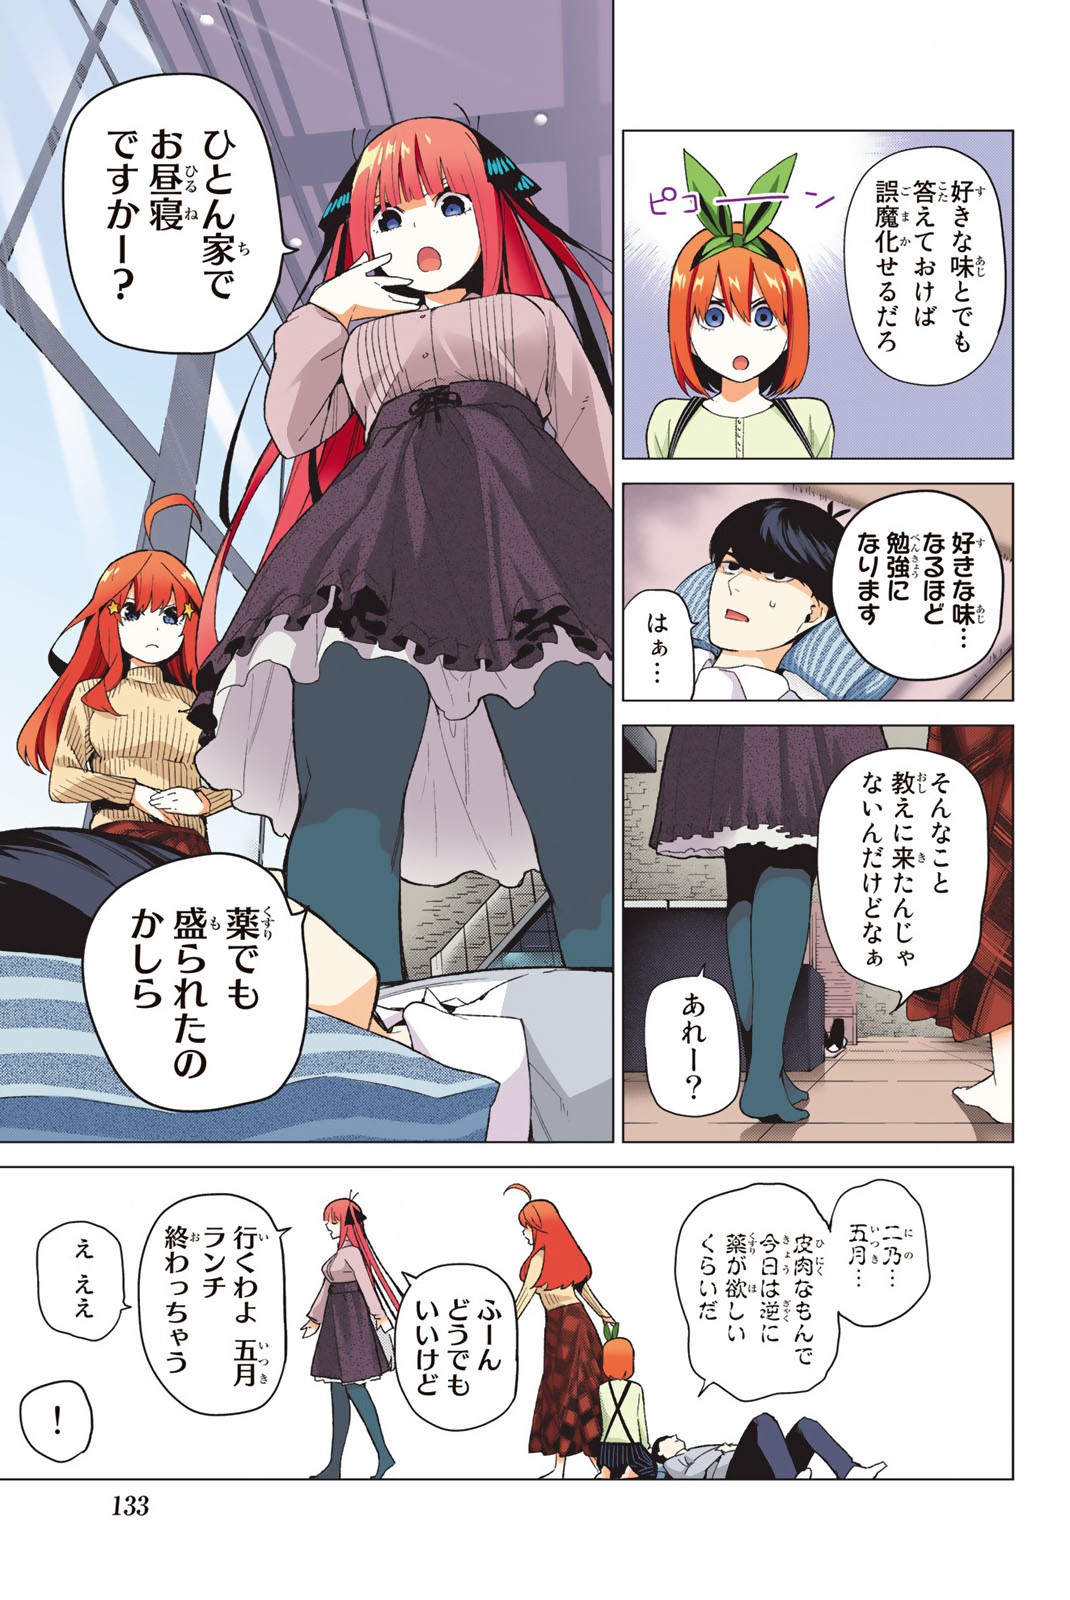 好きな味とでも
答えておけば
誤魔化せるだろ
ピコーーン
好きな味…
なるほど
勉強に
なります
はぁ…
そんなこと
教えに来たんじゃ
ないんだけどなぁ
あれー？
ひとん家で
お昼寝
ですかー？
薬でも
盛られたの
かしら
二乃…
五月…
皮肉なもんで
今日は逆に
薬が欲しい
くらいだ
ふーん
どうでも
いいけど
行くわよ 五月
ランチ
終わっちゃう
え ええ
！
133